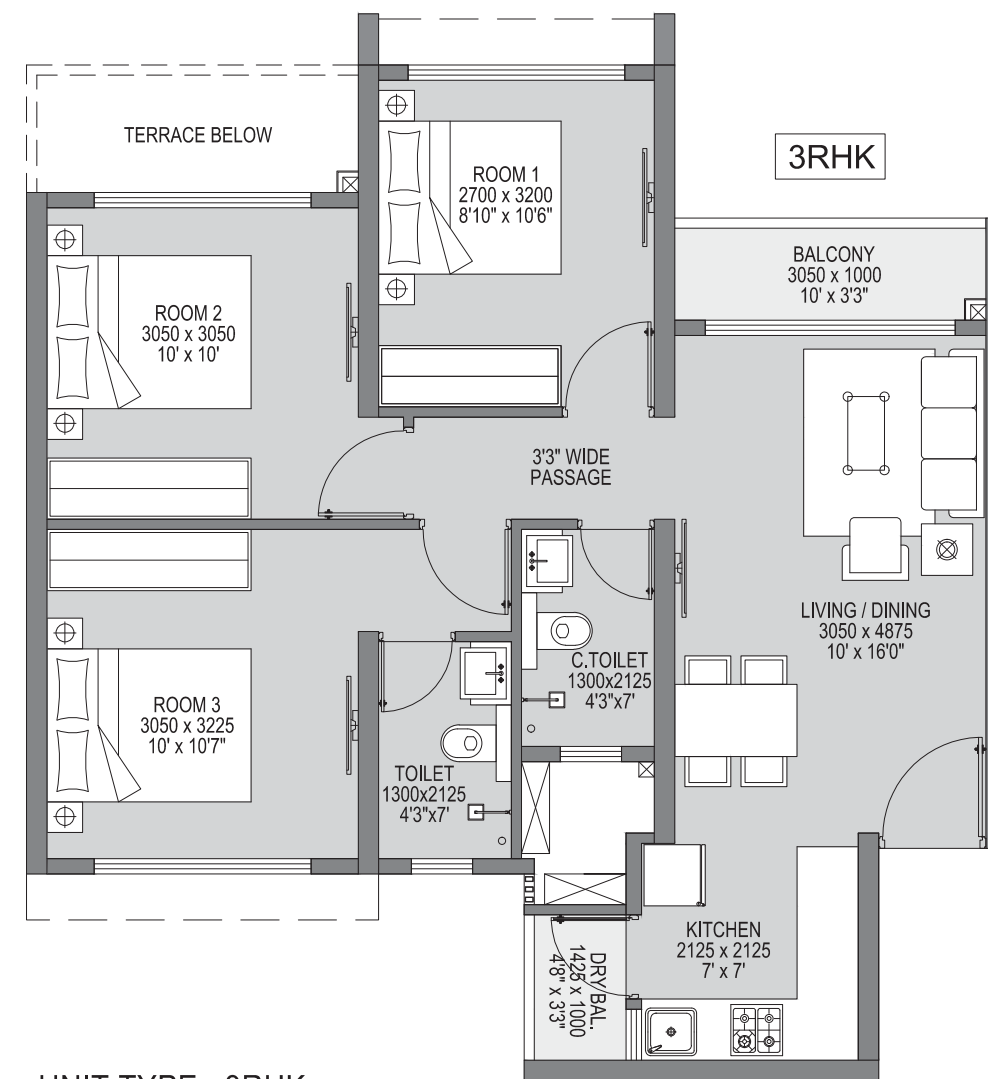 TERRACE BELOW
ROOM 1
2700 x 3200
8'10" x 10'6"
3RHK
BALCONY
3050 x 1000
10' x 3'3"
ROOM 2
3050 x 3050
10' x 10'
3'3" WIDE
PASSAGE
LIVING / DINING
3050 x 4875
10' x 16'0"
C.TOILET
1300x2125
4'3"x7'
ROOM 3
3050 x 3225
10' x 10'7"
TOILET
1300x2125
4'3"x7'
KITCHEN
2125 x 2125
7' x 7'
DRY BAL.
1425 x 1000
4'8" x 3'3"
UNIT TYPE - 3RHK